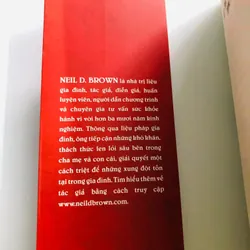 NEIL D. BROWN là nhà trị liệu
gia đình, tác giả, diễn giả, huấn
luyện viên, người dẫn chương trình
và chuyên gia tư vấn sức khỏe
hành vi với hơn ba mươi năm kinh
nghiệm. Thông qua liệu pháp gia
đình, ông tiếp cận những khó khăn,
thách thức len lỏi sâu bên trong
cha mẹ và con cái, giải quyết một
cách triệt để những xung đột tồn
tại trong gia đình. Tìm hiểu thêm về
tác giả bằng cách truy cập
www.neildbrown.com.